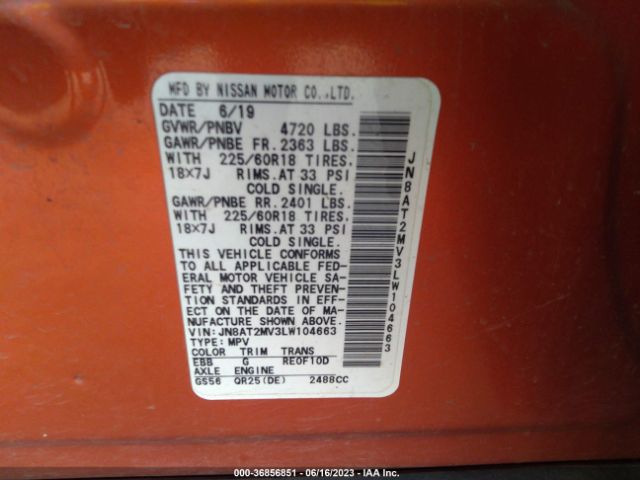 MFD BY NISSAN MOTOR CO.,LTD.
DATE 6/19
GVWR/PNBV 4720 LBS.
GAWR/PNBE FR. 2363 LBS.
WITH 225/60R18 TIRES.
18×7J RIMS.AT 33 PSI
COLD SINGLE.
GAWR/PNBE RR. 2401 LBS.
WITH 225/60R18 TIRES.
18×7J RIMS.AT 33 PSI
COLD SINGLE.
THIS VEHICLE CONFORMS
TO ALL APPLICABLE FED-
ERAL MOTOR VEHICLE SA-
FETY AND THEFT PREVEN-
TION STANDARDS IN EFF-
ECT ON THE DATE OF MA-
NUFACTURE SHOWN ABOVE.
VIN: JN8AT2MV3LW104663
TYPE: MPV
COLOR TRIM TRANS
EBB G RE0F10D
AXLE ENGINE
GS56 QR25(DE) 2488CC
JN8AT2MV3LW104663
000-36856851 - 06/16/2023 - IAA Inc.